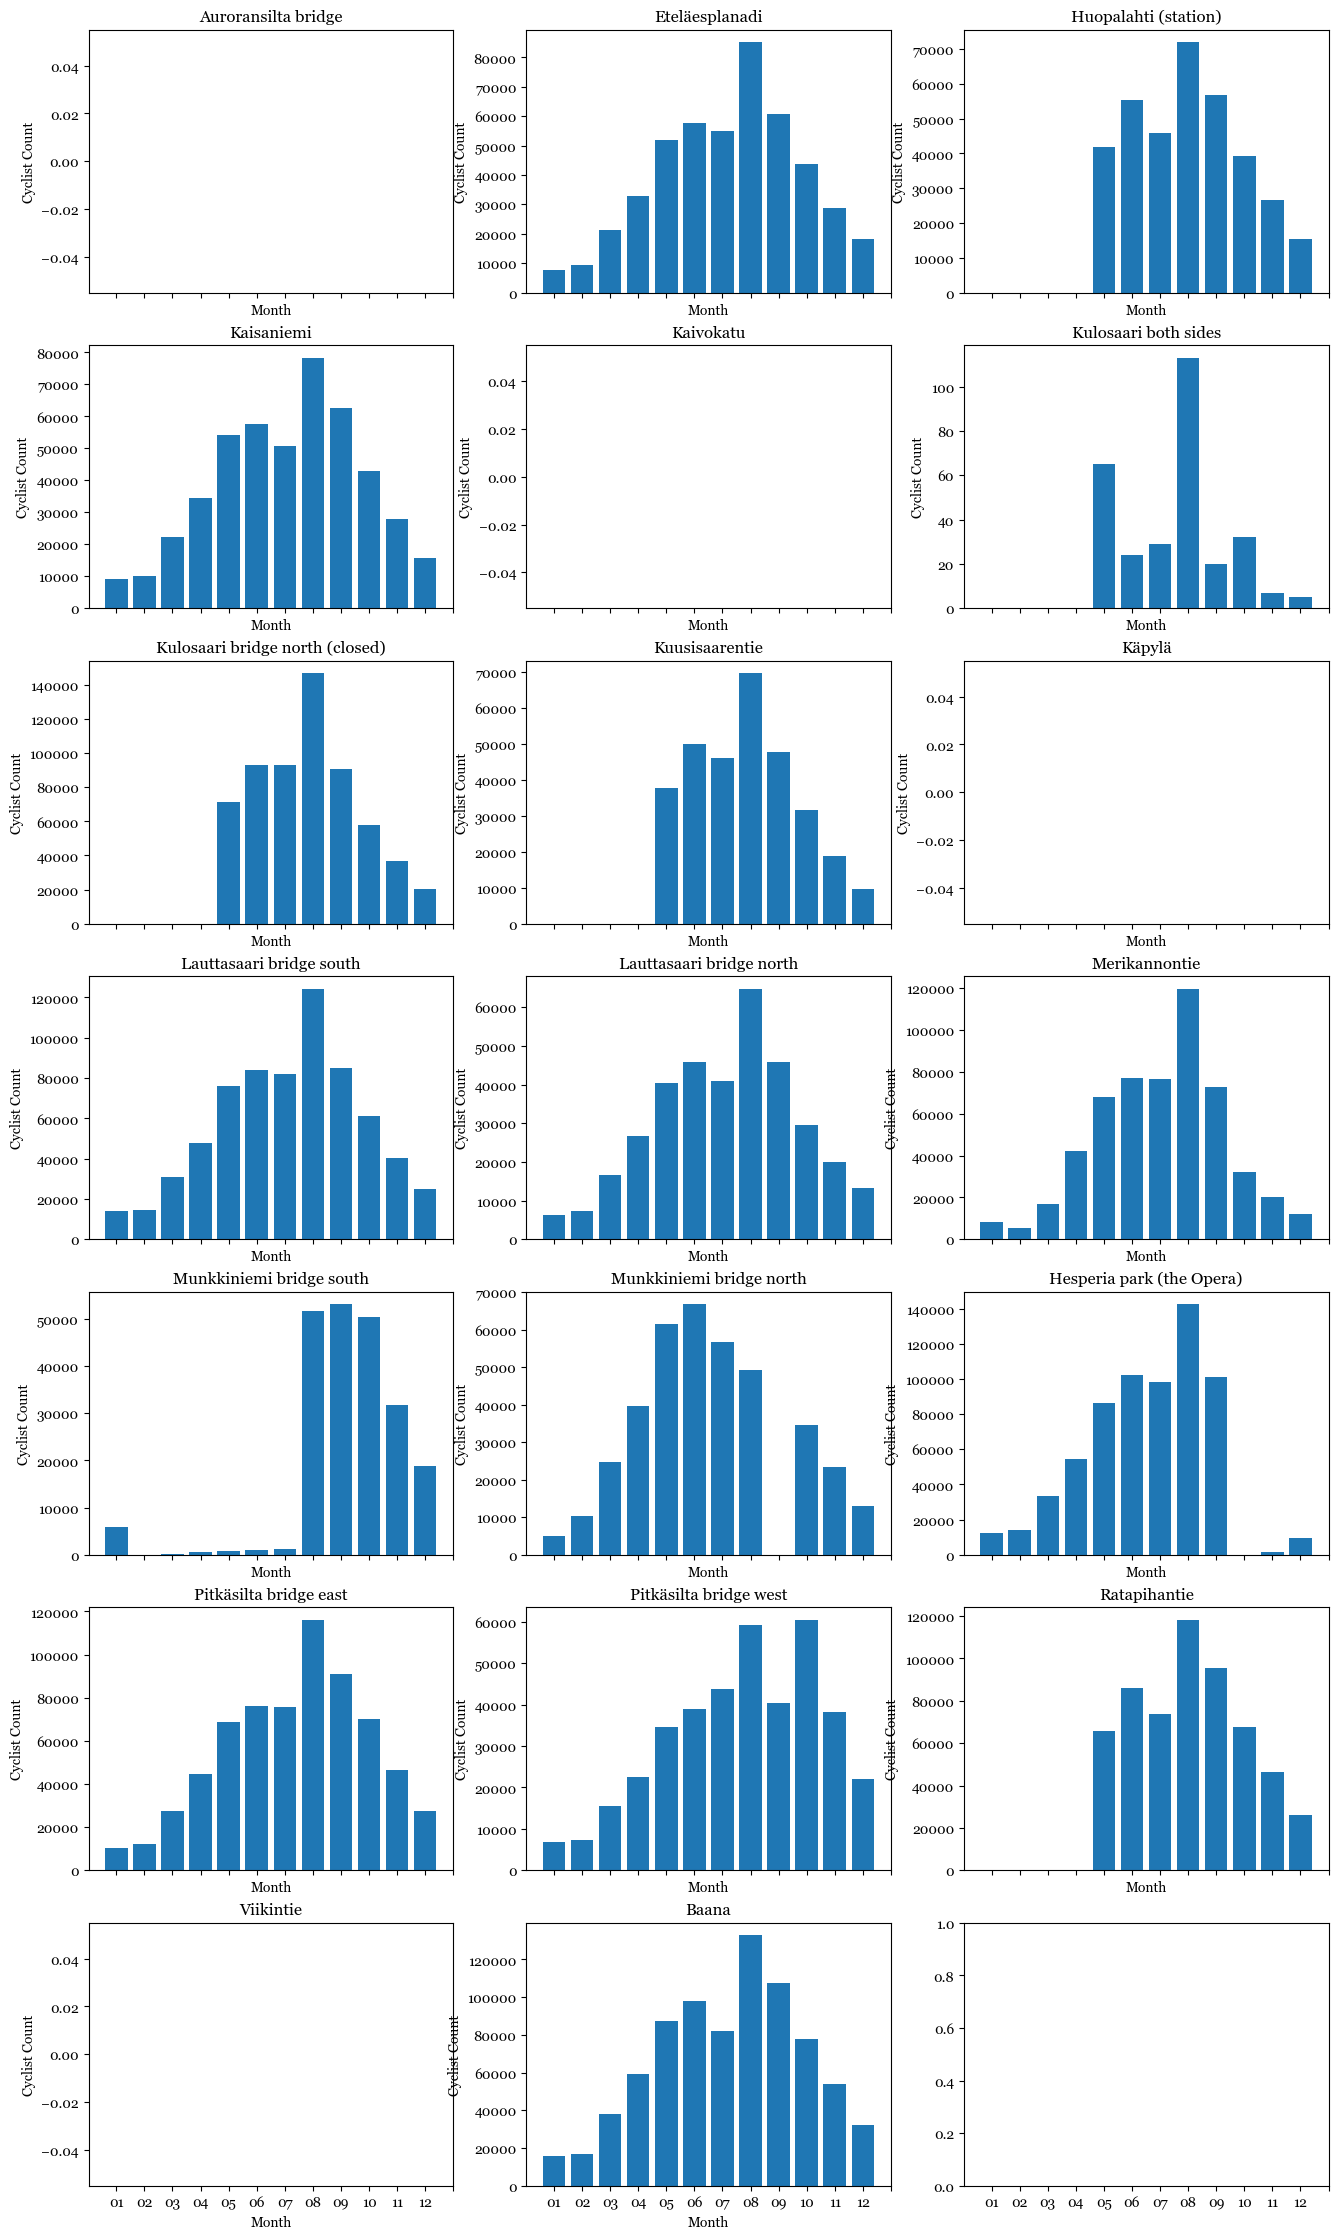 Auroransilta bridge
0.04
0.02
0.00
−0.02
−0.04
Cyclist Count
Month
Eteläesplanadi
80000
70000
60000
50000
40000
30000
20000
10000
0
Cyclist Count
Month
Huopalahti (station)
70000
60000
50000
40000
30000
20000
10000
0
Cyclist Count
Month
Kaisaniemi
80000
70000
60000
50000
40000
30000
20000
10000
0
Cyclist Count
Month
Kaivokatu
0.04
0.02
0.00
−0.02
−0.04
Cyclist Count
Month
Kulosaari both sides
100
80
60
40
20
0
Cyclist Count
Month
Kulosaari bridge north (closed)
140000
120000
100000
80000
60000
40000
20000
0
Cyclist Count
Month
Kuusisaarentie
70000
60000
50000
40000
30000
20000
10000
0
Cyclist Count
Month
Käpylä
0.04
0.02
0.00
−0.02
−0.04
Cyclist Count
Month
Lauttasaari bridge south
120000
100000
80000
60000
40000
20000
0
Cyclist Count
Month
Lauttasaari bridge north
60000
50000
40000
30000
20000
10000
0
Cyclist Count
Month
Merikannontie
120000
100000
80000
60000
40000
20000
0
Cyclist Count
Month
Munkkiniemi bridge south
50000
40000
30000
20000
10000
0
Cyclist Count
Month
Munkkiniemi bridge north
70000
60000
50000
40000
30000
20000
10000
0
Cyclist Count
Month
Hesperia park (the Opera)
140000
120000
100000
80000
60000
40000
20000
0
Cyclist Count
Month
Pitkäsilta bridge east
120000
100000
80000
60000
40000
20000
0
Cyclist Count
Month
Pitkäsilta bridge west
60000
50000
40000
30000
20000
10000
0
Cyclist Count
Month
Ratapihantie
120000
100000
80000
60000
40000
20000
0
Cyclist Count
Month
Viikintie
0.04
0.02
0.00
−0.02
−0.04
Cyclist Count
01 02 03 04 05 06 07 08 09 10 11 12
Month
Baana
120000
100000
80000
60000
40000
20000
0
Cyclist Count
01 02 03 04 05 06 07 08 09 10 11 12
Month
1.0
0.8
0.6
0.4
0.2
0.0
01 02 03 04 05 06 07 08 09 10 11 12